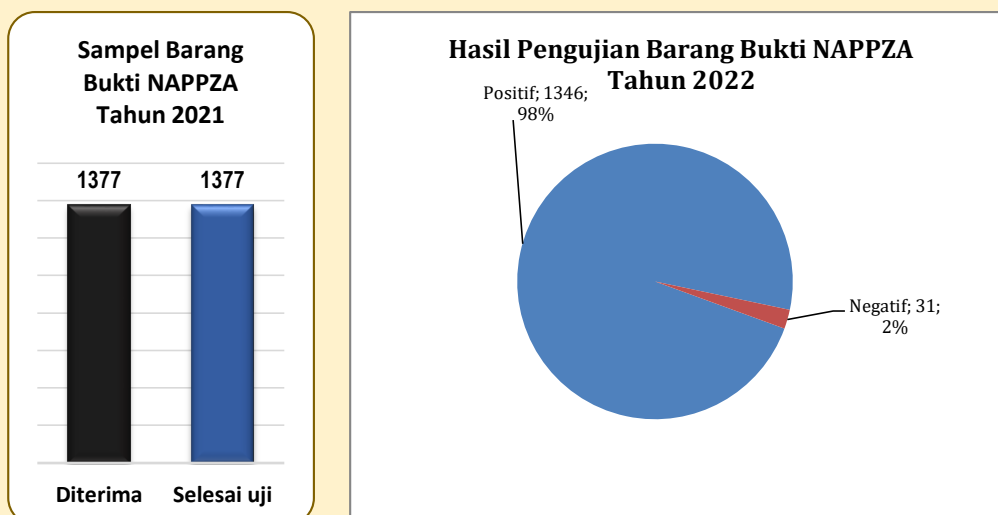 Sampel Barang
Bukti NAPPZA
Tahun 2021
1377
1377
Diterima
Selesai uji
Hasil Pengujian Barang Bukti NAPPZA
Tahun 2022
Positif; 1346;
98%
Negatif; 31;
2%